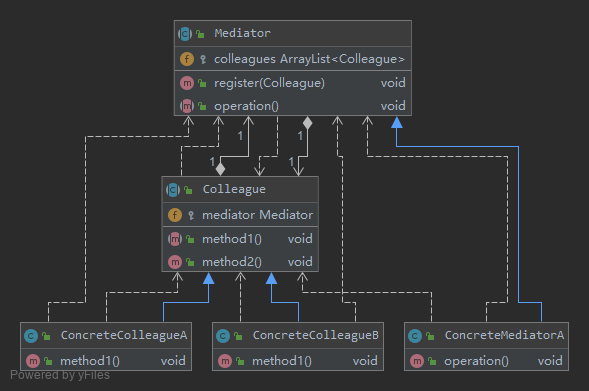 Mediator
colleagues ArrayList<Colleague>
register(Colleague) void
operation() void
1 1
1 1
Colleague
mediator Mediator
method1() void
method2() void
ConcreteColleagueA ConcreteColleagueB ConcreteMediatorA
method1() void method1() void operation() void
Powered by yFiles